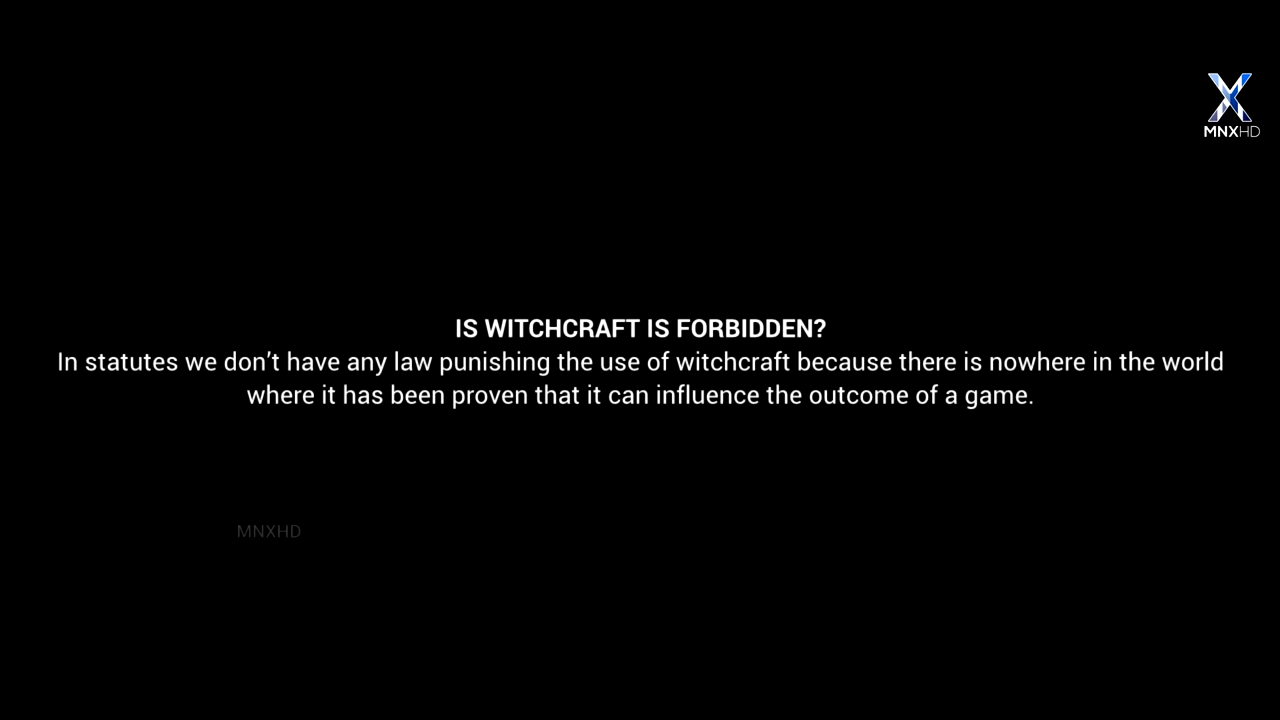 MNXHD
IS WITCHCRAFT IS FORBIDDEN?
In statutes we don't have any law punishing the use of witchcraft because there is nowhere in the world
where it has been proven that it can influence the outcome of a game.
MNXHD